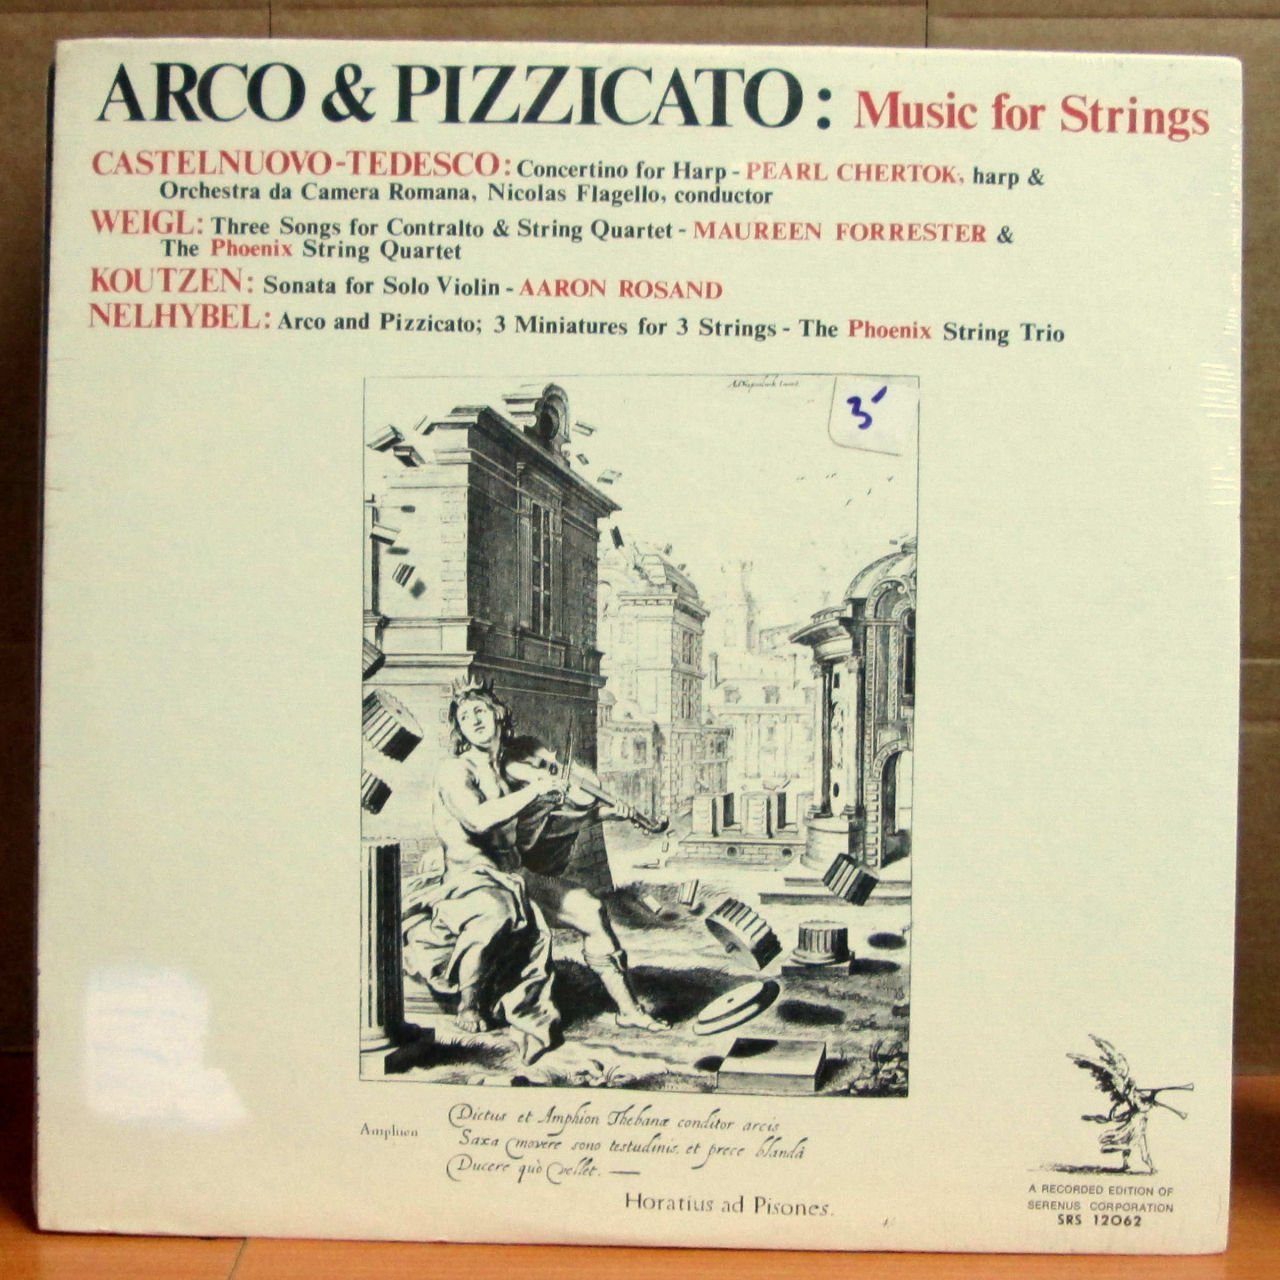 ARCO & PIZZICATO: Music for Strings
CASTELNUOVO-TEDESCO: Concertino for Harp - PEARL CHERTOK, harp &
Orchestra da Camera Romana, Nicolas Flagello, conductor
WEIGL: Three Songs for Contralto & String Quartet - MAUREEN FORRESTER &
The Phoenix String Quartet
KOUTZEN: Sonata for Solo Violin - AARON ROSAND
NELHYBEL: Arco and Pizzicato; 3 Miniatures for 3 Strings - The Phoenix String Trio
3
Dictus et Amphion Thebanæ conditor arcis
Amphion
Saxa movere sono testudinis, et prece blandâ
Ducere quò vellet. —
Horatius ad Pisones.
A RECORDED EDITION OF
SERENUS CORPORATION
SRS 12062